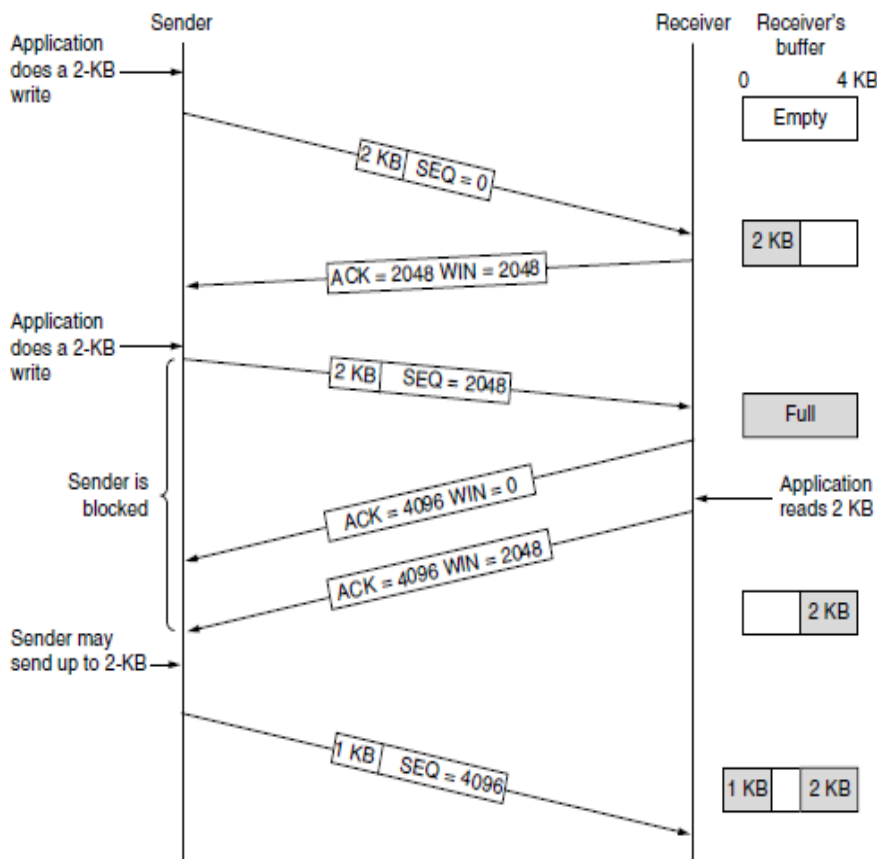 Sender
Receiver
Receiver's
buffer
Application
does a 2-KB
write
0 4 KB
Empty
2 KB SEQ = 0
2 KB
ACK = 2048 WIN = 2048
Application
does a 2-KB
write
2 KB SEQ = 2048
Full
Sender is
blocked
ACK = 4096 WIN = 0
Application
reads 2 KB
ACK = 4096 WIN = 2048
2 KB
Sender may
send up to 2-KB
1 KB SEQ = 4096
1 KB 2 KB